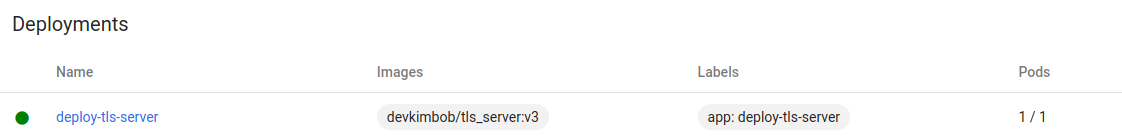 Deployments
Name Images Labels Pods
deploy-tls-server devkimbob/tls_server:v3 app: deploy-tls-server 1 / 1